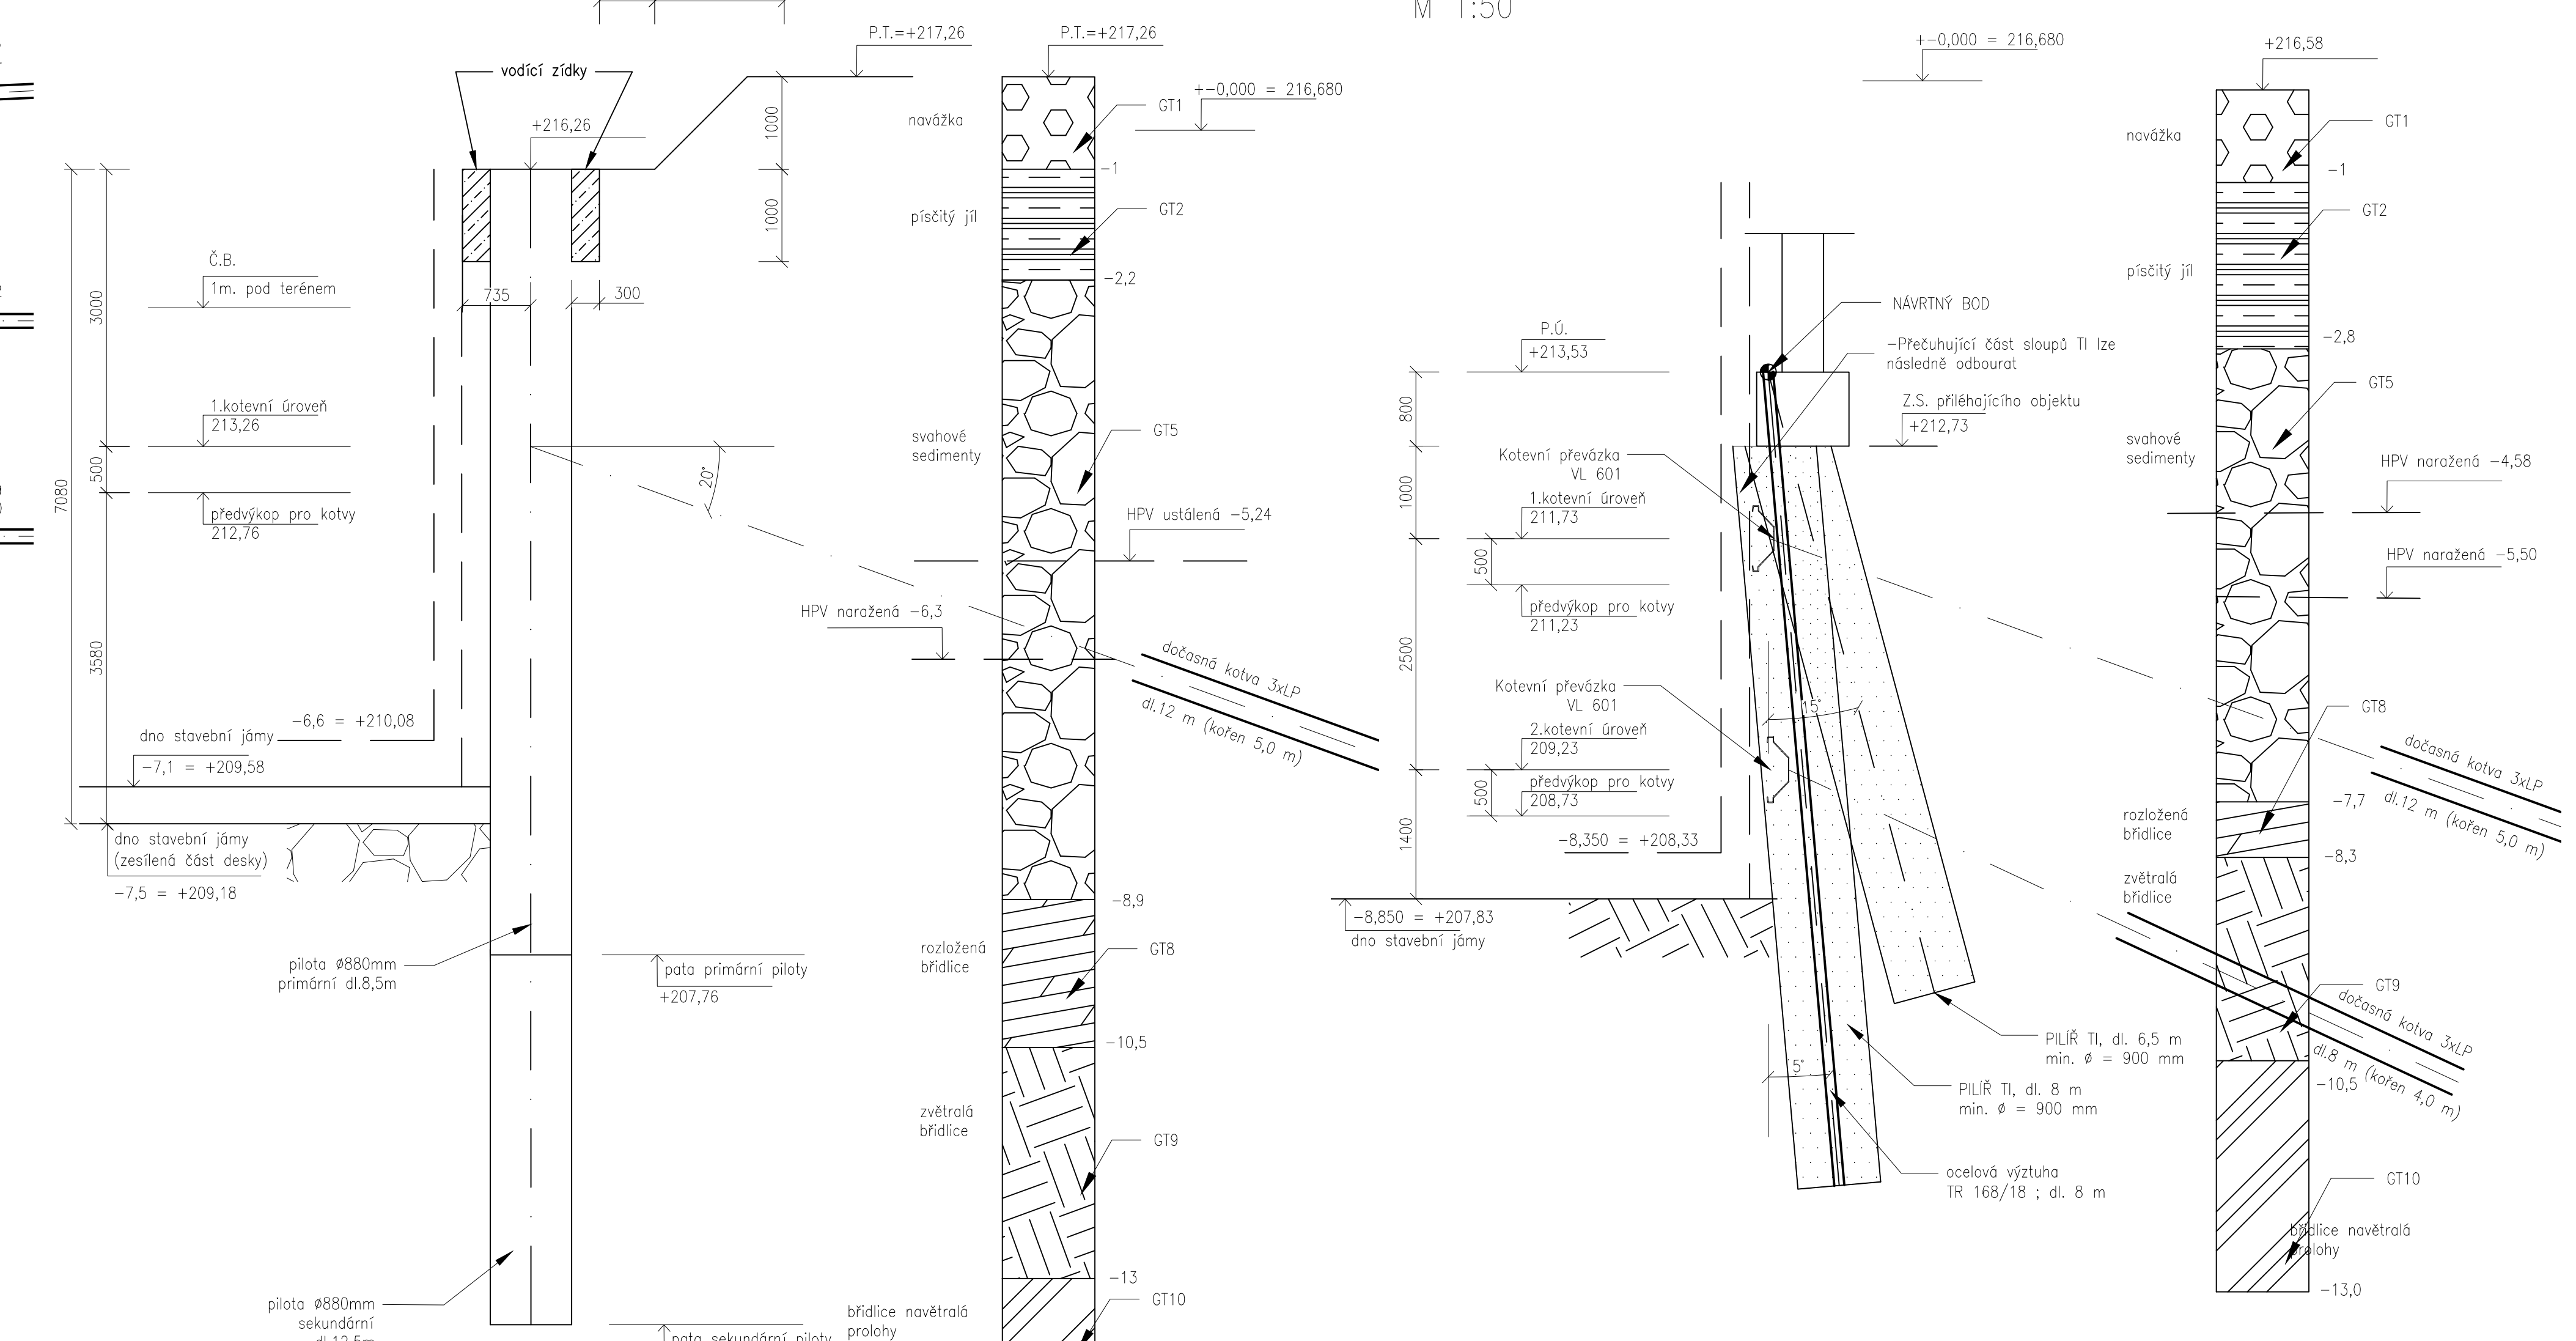 M 1:50
P.T.=+217,26
P.T.=+217,26
+-0,000 = 216,680
+216,58
vodící zídky
+-0,000 = 216,680
GT1
navážka
+216,26
1000
-1
GT1
navážka
-1
písčitý jíl
GT2
1000
-2,2
GT2
písčitý jíl
-2,8
Č.B.
1m. pod terénem
3000
735
300
NÁVRTNÝ BOD
P.Ú.
+213,53
-Přečuhující část sloupů TI lze
následně odbourat
GT5
1.kotevní úroveň
213,26
800
Z.S. přiléhajícího objektu
+212,73
svahové
sedimenty
GT5
20°
500
7080
předvýkop pro kotvy
212,76
Kotevní převázka
VL 601
1.kotevní úroveň
211,73
1000
svahové
sedimenty
HPV naražená -4,58
HPV ustálená -5,24
HPV naražená -5,50
500
předvýkop pro kotvy
211,23
HPV naražená -6,3
3580
2500
dočasná kotva 3xLP
dl.12 m (kořen 5,0 m)
Kotevní převázka
VL 601
15°
GT8
-6,6 = +210,08
dno stavební jámy
-7,1 = +209,58
2.kotevní úroveň
209,23
dočasná kotva 3xLP
dl.12 m (kořen 5,0 m)
500
předvýkop pro kotvy
208,73
-7,7
rozložená
břidlice
1400
-8,350 = +208,33
-8,3
dno stavební jámy
(zesílená část desky)
-7,5 = +209,18
zvětralá
břidlice
-8,9
-8,850 = +207,83
dno stavební jámy
rozložená
břidlice
GT8
pilota ø880mm
primární dl.8,5m
pata primární piloty
+207,76
GT9
dočasná kotva 3xLP
dl.8 m (kořen 4,0 m)
-10,5
PILÍŘ TI, dl. 6,5 m
min. ø = 900 mm
5°
-10,5
PILÍŘ TI, dl. 8 m
min. ø = 900 mm
zvětralá
břidlice
GT9
ocelová výztuha
TR 168/18 ; dl. 8 m
GT10
břidlice navětralá
prolohy
-13
-13,0
pilota ø880mm
sekundární
dl.12,5m
GT10
břidlice navětralá
prolohy
pata sekundární piloty